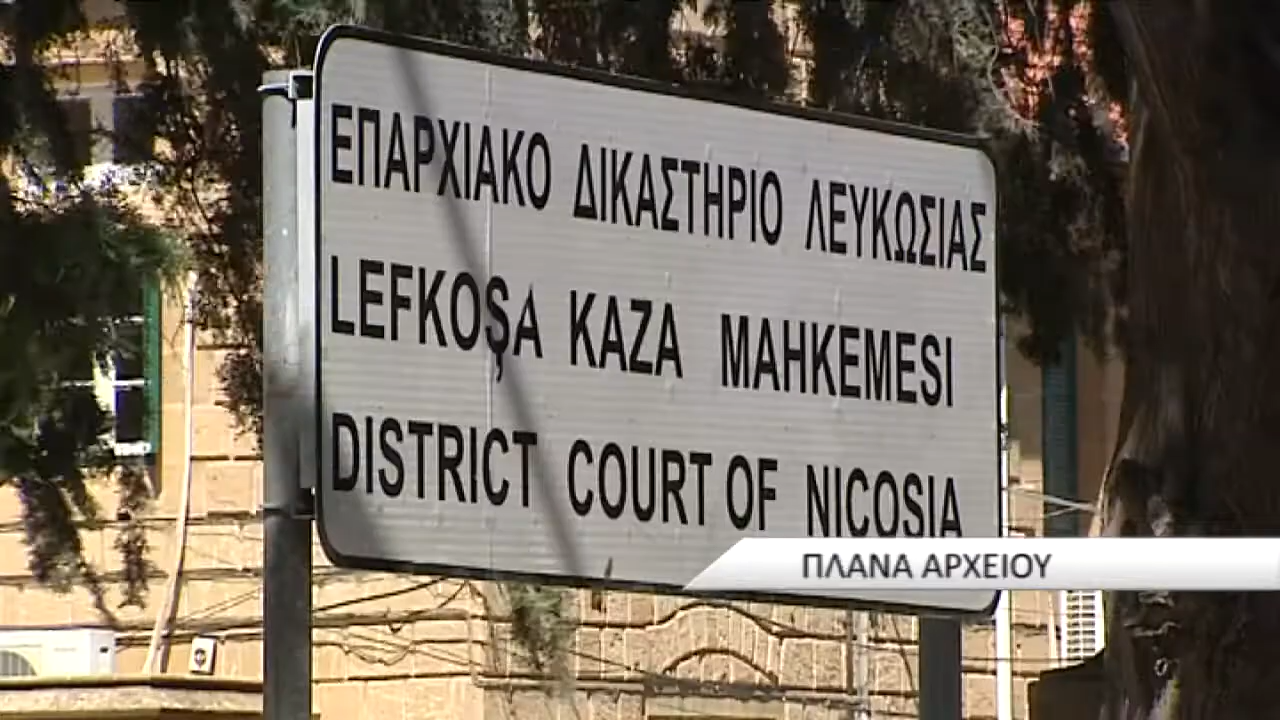 ΕΠΑΡΧΙΑΚΟ ΔΙΚΑΣΤΗΡΙΟ ΛΕΥΚΩΣΙΑΣ
LEFKOŞA KAZA MAHKEMESI
DISTRICT COURT OF NICOSIA
ΠΛΑΝΑ ΑΡΧΕΙΟΥ